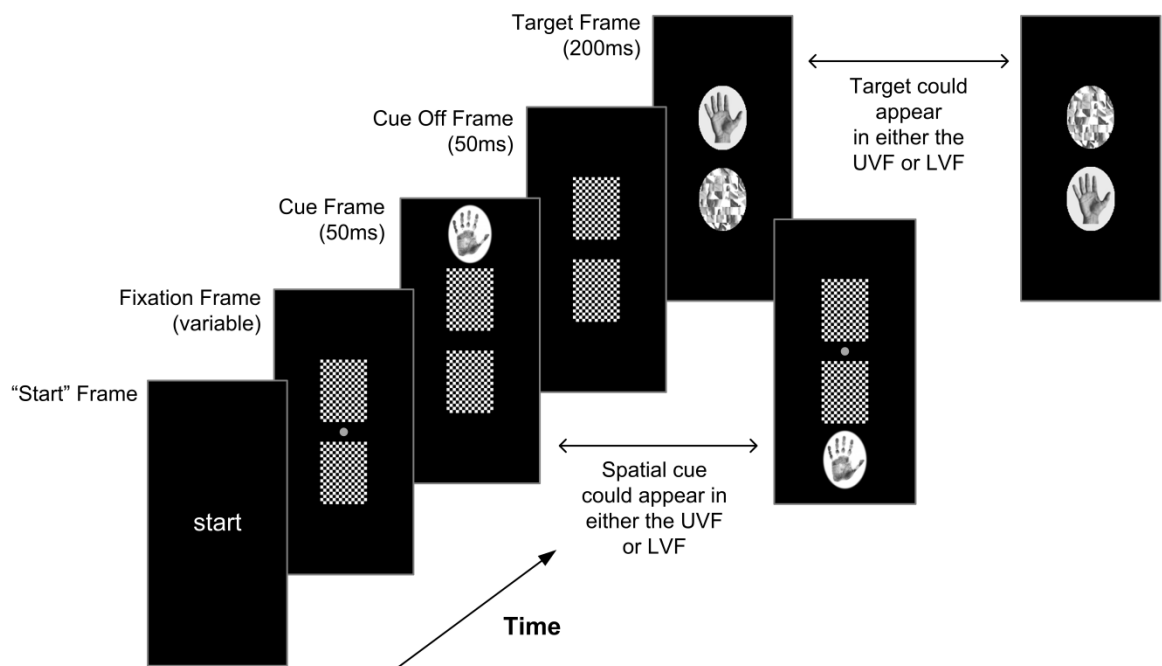 Target Frame
(200ms)
Target could
appear
in either the
UVF or LVF
Cue Off Frame
(50ms)
Cue Frame
(50ms)
Fixation Frame
(variable)
“Start” Frame
start
Spatial cue
could appear in
either the UVF
or LVF
Time